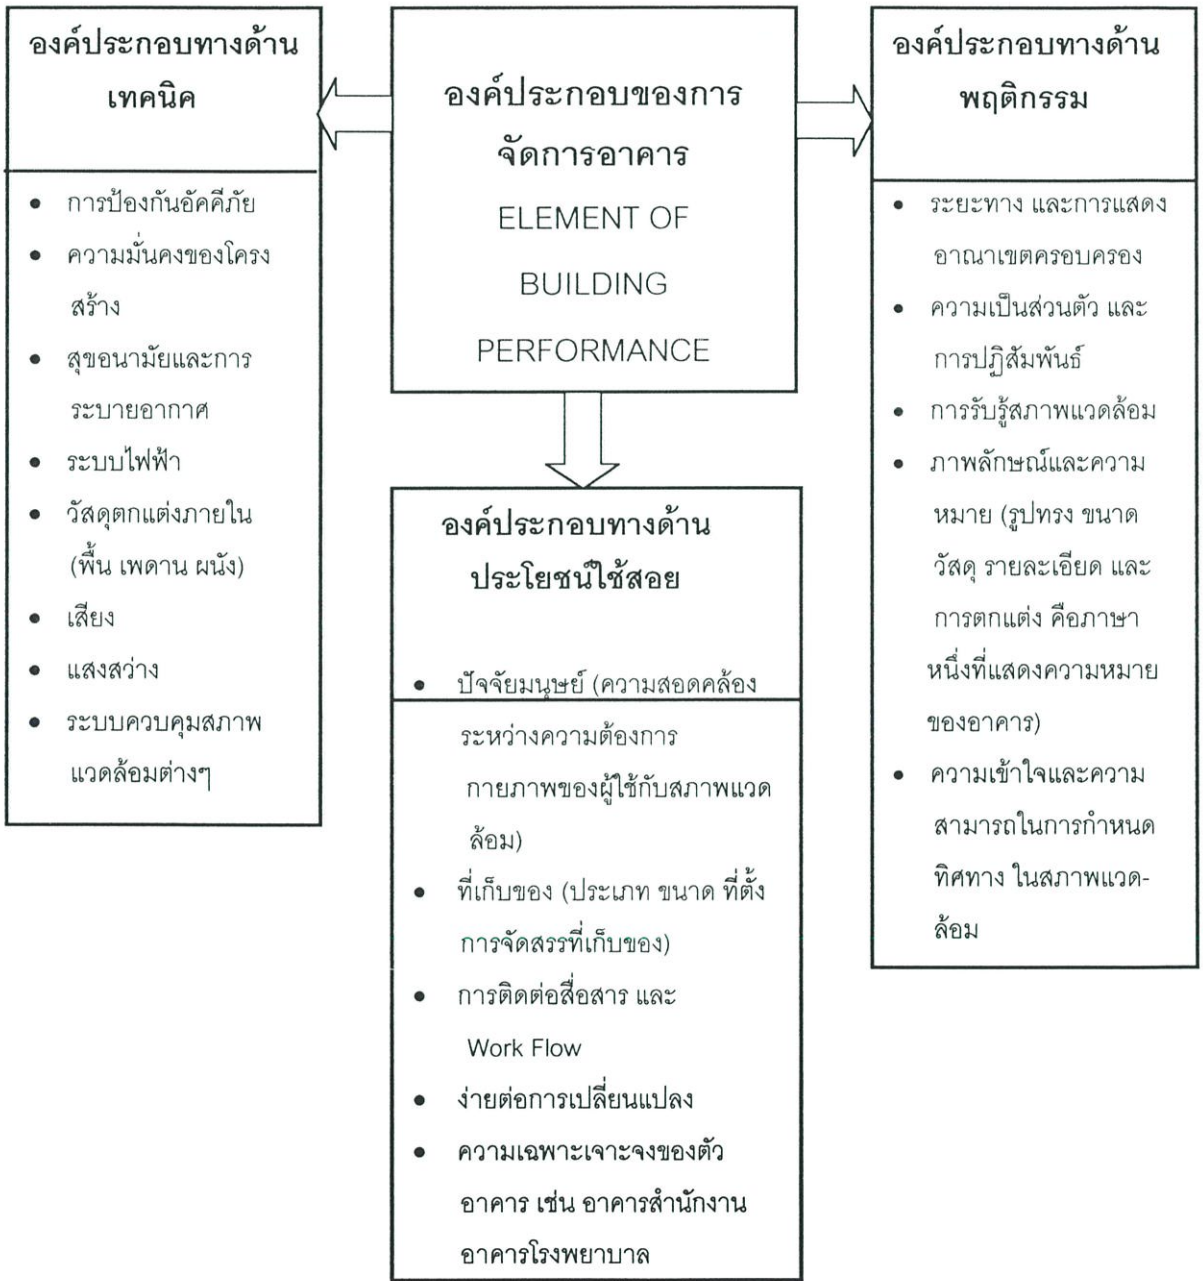 องค์ประกอบทางด้าน
เทคนิค
• การป้องกันอัคคีภัย
• ความมั่นคงของโครง
สร้าง
• สุขอนามัยและการ
ระบายอากาศ
• ระบบไฟฟ้า
• วัสดุตกแต่งภายใน
(พื้น เพดาน ผนัง)
• เสียง
• แสงสว่าง
• ระบบควบคุมสภาพ
แวดล้อมต่างๆ
องค์ประกอบของการ
จัดการอาคาร
ELEMENT OF
BUILDING
PERFORMANCE
องค์ประกอบทางด้าน
ประโยชน์ใช้สอย
• ปัจจัยมนุษย์ (ความสอดคล้อง
ระหว่างความต้องการ
กายภาพของผู้ใช้กับสภาพแวด
ล้อม)
• ที่เก็บของ (ประเภท ขนาด ที่ตั้ง
การจัดสรรที่เก็บของ)
• การติดต่อสื่อสาร และ
Work Flow
• ง่ายต่อการเปลี่ยนแปลง
• ความเฉพาะเจาะจงของตัว
อาคาร เช่น อาคารสำนักงาน
อาคารโรงพยาบาล
องค์ประกอบทางด้าน
พฤติกรรม
• ระยะทาง และการแสดง
อาณาเขตครอบครอง
• ความเป็นส่วนตัว และ
การปฏิสัมพันธ์
• การรับรู้สภาพแวดล้อม
• ภาพลักษณ์และความ
หมาย (รูปทรง ขนาด
วัสดุ รายละเอียด และ
การตกแต่ง คือภาษา
หนึ่งที่แสดงความหมาย
ของอาคาร)
• ความเข้าใจและความ
สามารถในการกำหนด
ทิศทาง ในสภาพแวด-
ล้อม